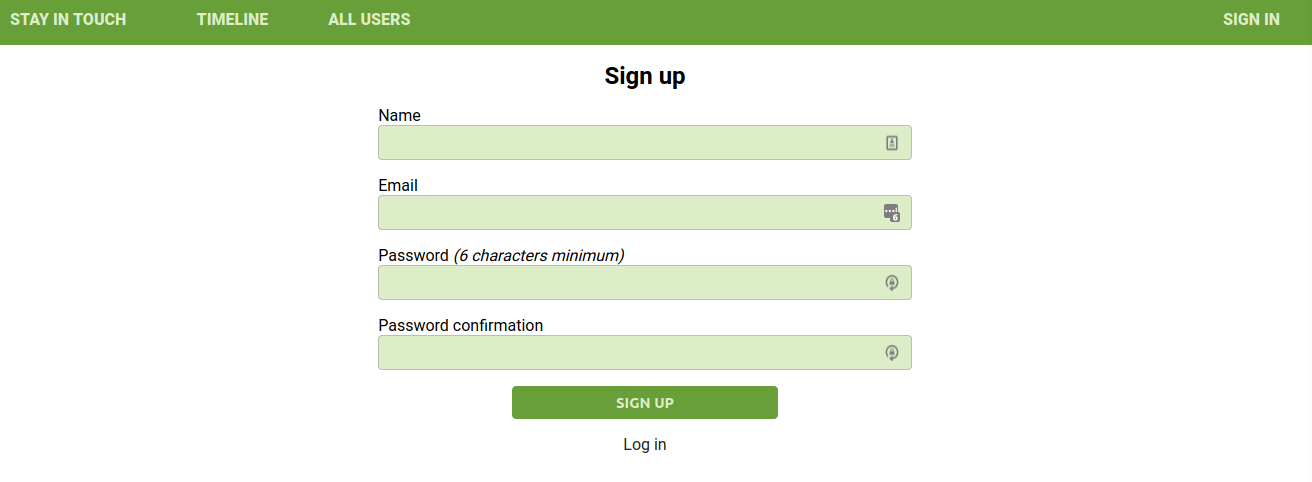 STAY IN TOUCH TIMELINE ALL USERS SIGN IN
Sign up
Name
Email
6
Password (6 characters minimum)
Password confirmation
SIGN UP
Log in